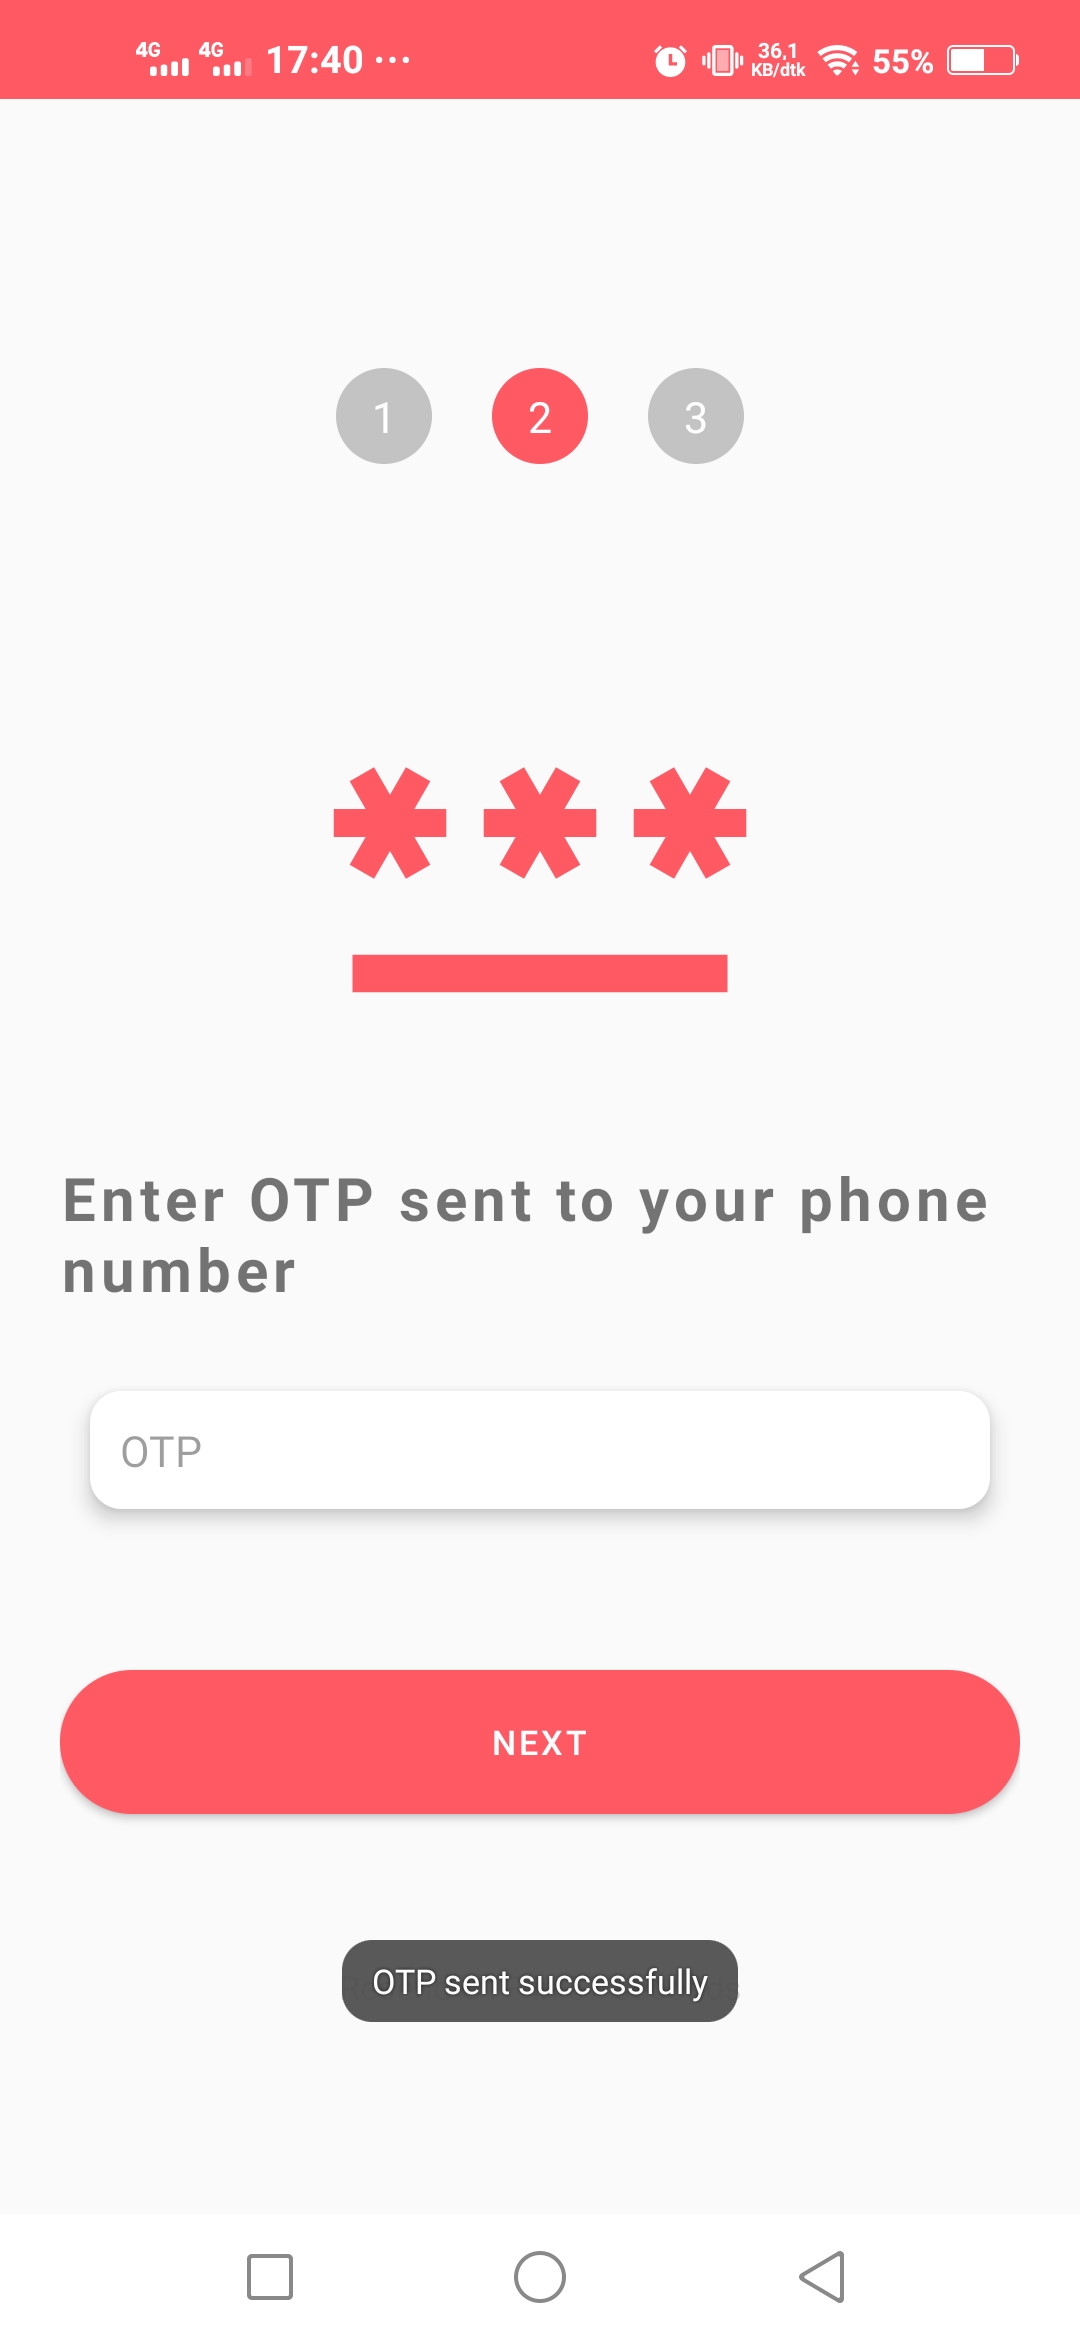 4G 4G 17:40 ... 36,1 KB/dtk 55%
1 2 3
* * *
Enter OTP sent to your phone
number
OTP
NEXT
OTP sent successfully